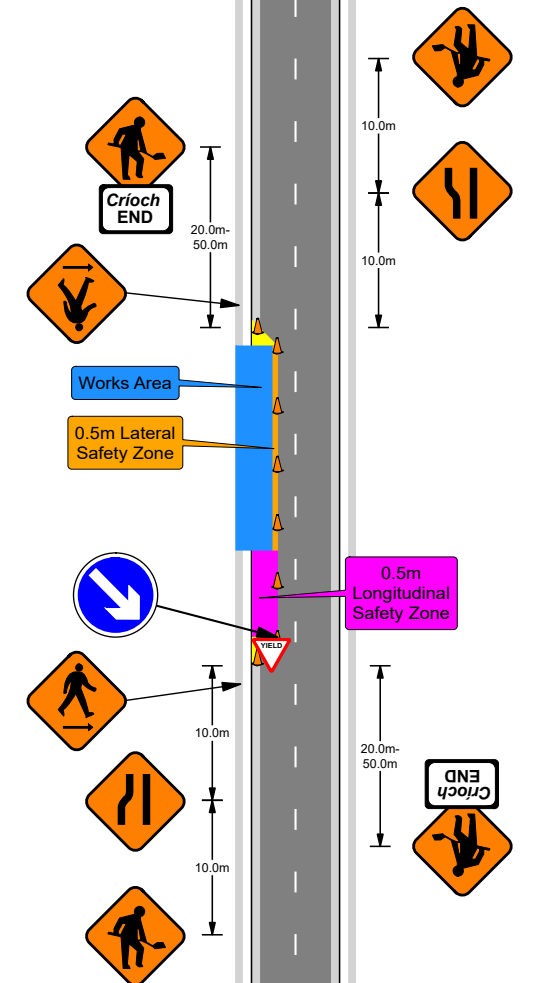 10.0m
Críoch
END
20.0m-
50.0m
10.0m
Works Area
0.5m Lateral
Safety Zone
0.5m
Longitudinal
Safety Zone
YIELD
10.0m
20.0m-
50.0m
Críoch
END
10.0m